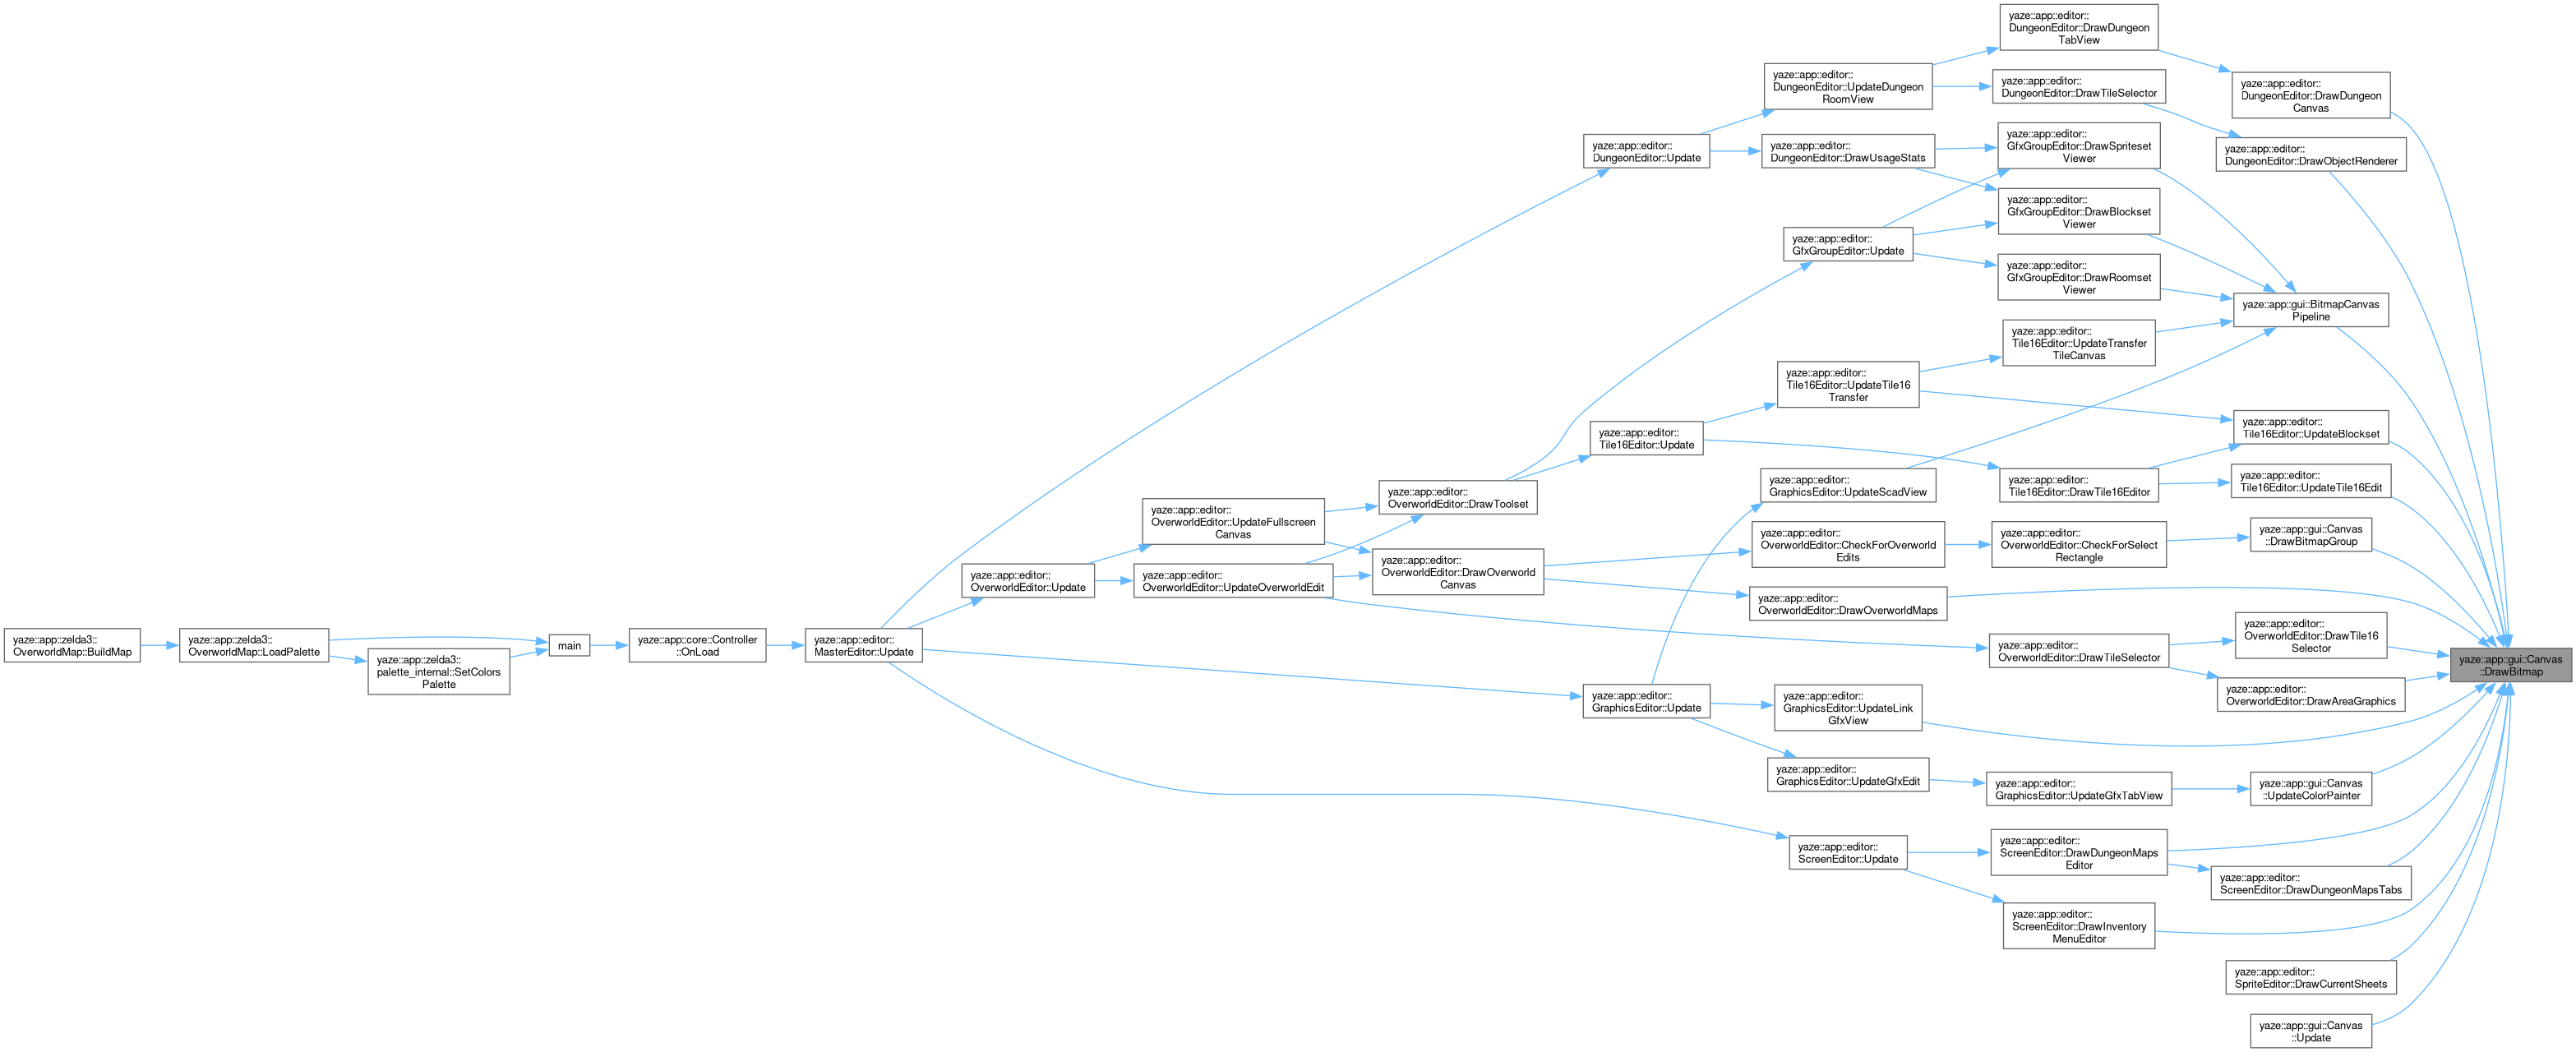 yaze::app::zelda3::
OverworldMap::BuildMap
yaze::app::zelda3::
OverworldMap::LoadPalette
yaze::app::zelda3::
palette_internal::SetColors
Palette
main
yaze::app::core::Controller
::OnLoad
yaze::app::editor::
MasterEditor::Update
yaze::app::editor::
OverworldEditor::Update
yaze::app::editor::
OverworldEditor::UpdateFullscreen
Canvas
yaze::app::editor::
OverworldEditor::UpdateOverworldEdit
yaze::app::editor::
OverworldEditor::DrawToolset
yaze::app::editor::
OverworldEditor::DrawOverworld
Canvas
yaze::app::editor::
DungeonEditor::Update
yaze::app::editor::
Tile16Editor::Update
yaze::app::editor::
GraphicsEditor::Update
yaze::app::editor::
DungeonEditor::UpdateDungeon
RoomView
yaze::app::editor::
DungeonEditor::DrawUsageStats
yaze::app::editor::
GfxGroupEditor::Update
yaze::app::editor::
Tile16Editor::UpdateTile16
Transfer
yaze::app::editor::
GraphicsEditor::UpdateScadView
yaze::app::editor::
OverworldEditor::CheckForOverworld
Edits
yaze::app::editor::
OverworldEditor::DrawOverworldMaps
yaze::app::editor::
GraphicsEditor::UpdateLink
GfxView
yaze::app::editor::
GraphicsEditor::UpdateGfxEdit
yaze::app::editor::
ScreenEditor::Update
yaze::app::editor::
DungeonEditor::DrawDungeon
TabView
yaze::app::editor::
DungeonEditor::DrawTileSelector
yaze::app::editor::
GfxGroupEditor::DrawSpriteset
Viewer
yaze::app::editor::
GfxGroupEditor::DrawBlockset
Viewer
yaze::app::editor::
GfxGroupEditor::DrawRoomset
Viewer
yaze::app::editor::
Tile16Editor::UpdateTransfer
TileCanvas
yaze::app::editor::
Tile16Editor::DrawTile16Editor
yaze::app::editor::
OverworldEditor::CheckForSelect
Rectangle
yaze::app::editor::
OverworldEditor::DrawTileSelector
yaze::app::editor::
GraphicsEditor::UpdateGfxTabView
yaze::app::editor::
ScreenEditor::DrawDungeonMaps
Editor
yaze::app::editor::
ScreenEditor::DrawInventory
MenuEditor
yaze::app::editor::
DungeonEditor::DrawDungeon
Canvas
yaze::app::editor::
DungeonEditor::DrawObjectRenderer
yaze::app::gui::BitmapCanvas
Pipeline
yaze::app::editor::
Tile16Editor::UpdateBlockset
yaze::app::editor::
Tile16Editor::UpdateTile16Edit
yaze::app::gui::Canvas
::DrawBitmapGroup
yaze::app::editor::
OverworldEditor::DrawTile16
Selector
yaze::app::editor::
OverworldEditor::DrawAreaGraphics
yaze::app::gui::Canvas
::UpdateColorPainter
yaze::app::editor::
ScreenEditor::DrawDungeonMapsTabs
yaze::app::editor::
SpriteEditor::DrawCurrentSheets
yaze::app::gui::Canvas
::Update
yaze::app::gui::Canvas
::DrawBitmap